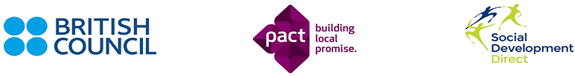 BRITISH
COUNCIL
pact
building
local
promise.
Social
Development
Direct